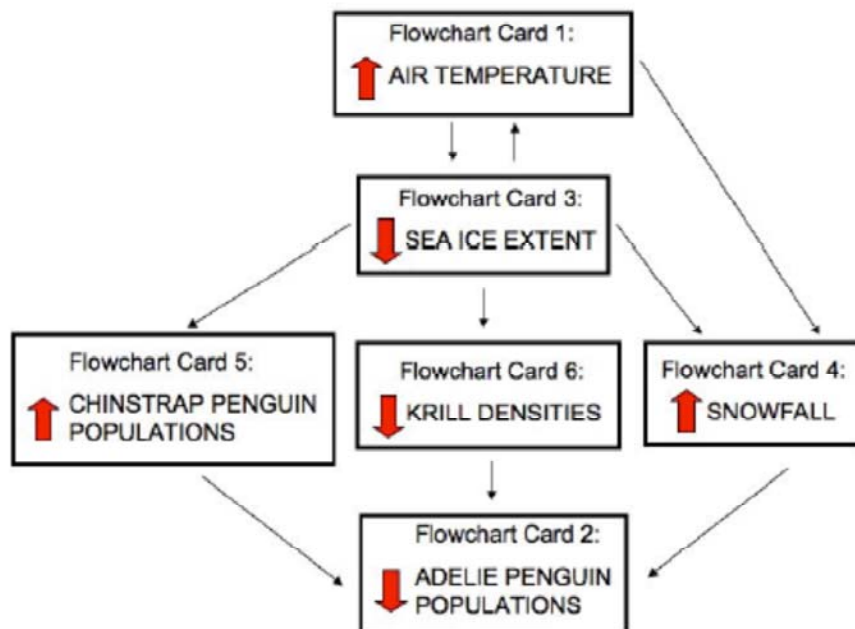 Flowchart Card 1:
AIR TEMPERATURE
Flowchart Card 3:
SEA ICE EXTENT
Flowchart Card 5:
CHINSTRAP PENGUIN
POPULATIONS
Flowchart Card 6:
KRILL DENSITIES
Flowchart Card 4:
SNOWFALL
Flowchart Card 2:
ADELIE PENGUIN
POPULATIONS